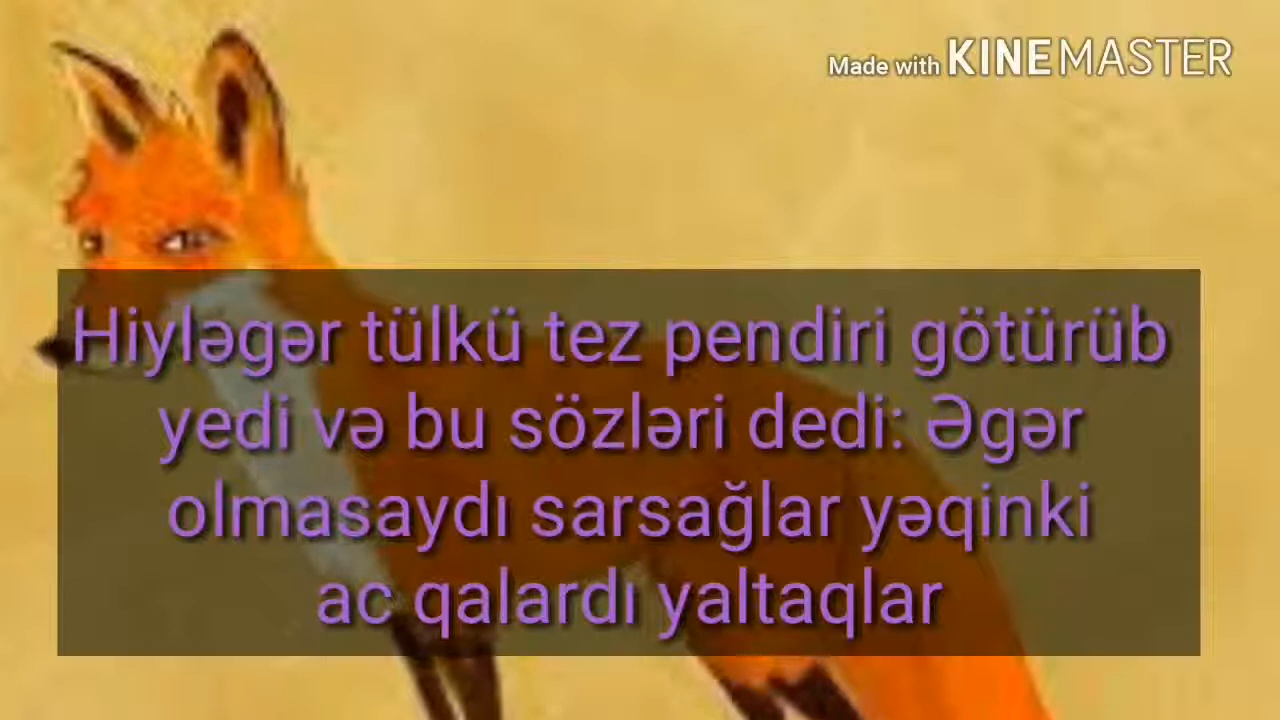 Made with KINEMASTER
Hiyləgər tülkü tez pendiri götürüb
yedi və bu sözləri dedi: Əgər
olmasaydı sarsağlar yəqinki
ac qalardı yaltaqlar